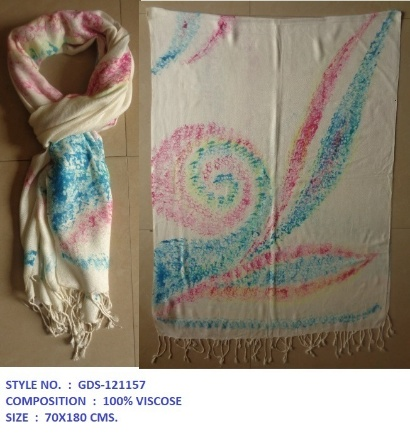 STYLE NO.  :  GDS-121157
COMPOSITION  :  100% VISCOSE
SIZE  :  70X180 CMS.